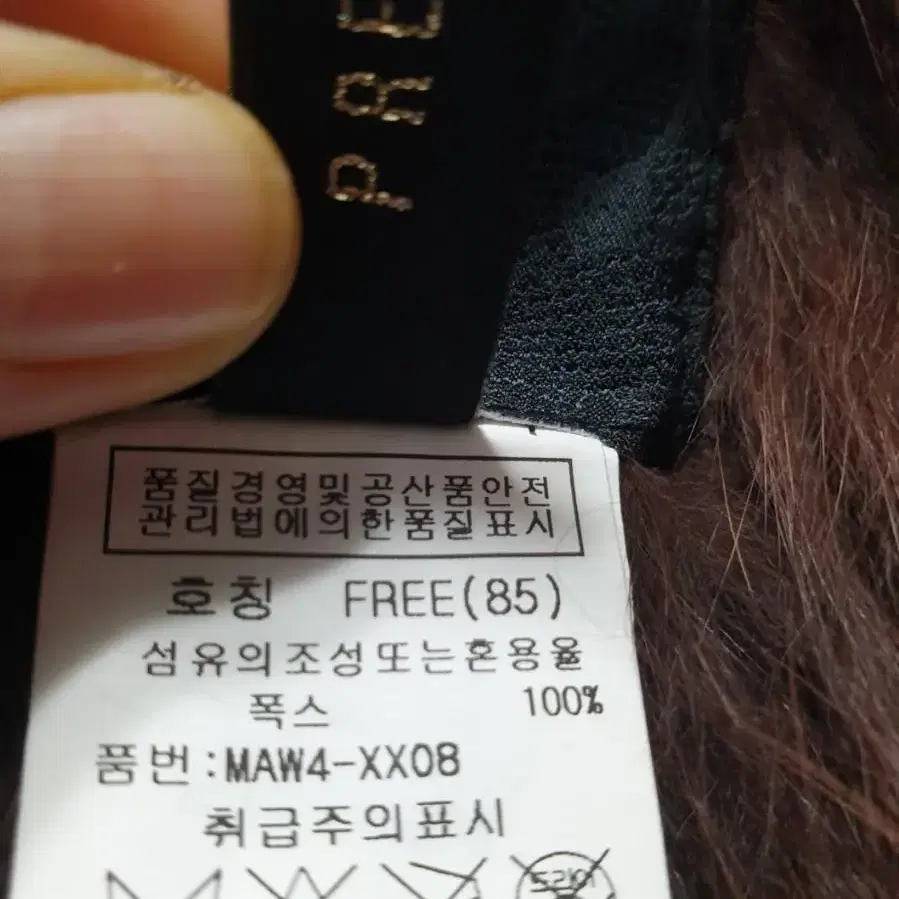 PRE
품질경영및공산품안전
관리법에의한품질표시
호칭 FREE(85)
섬유의조성또는혼용율
폭스 100%
품번:MAW4-XX08
취급주의표시
드라이